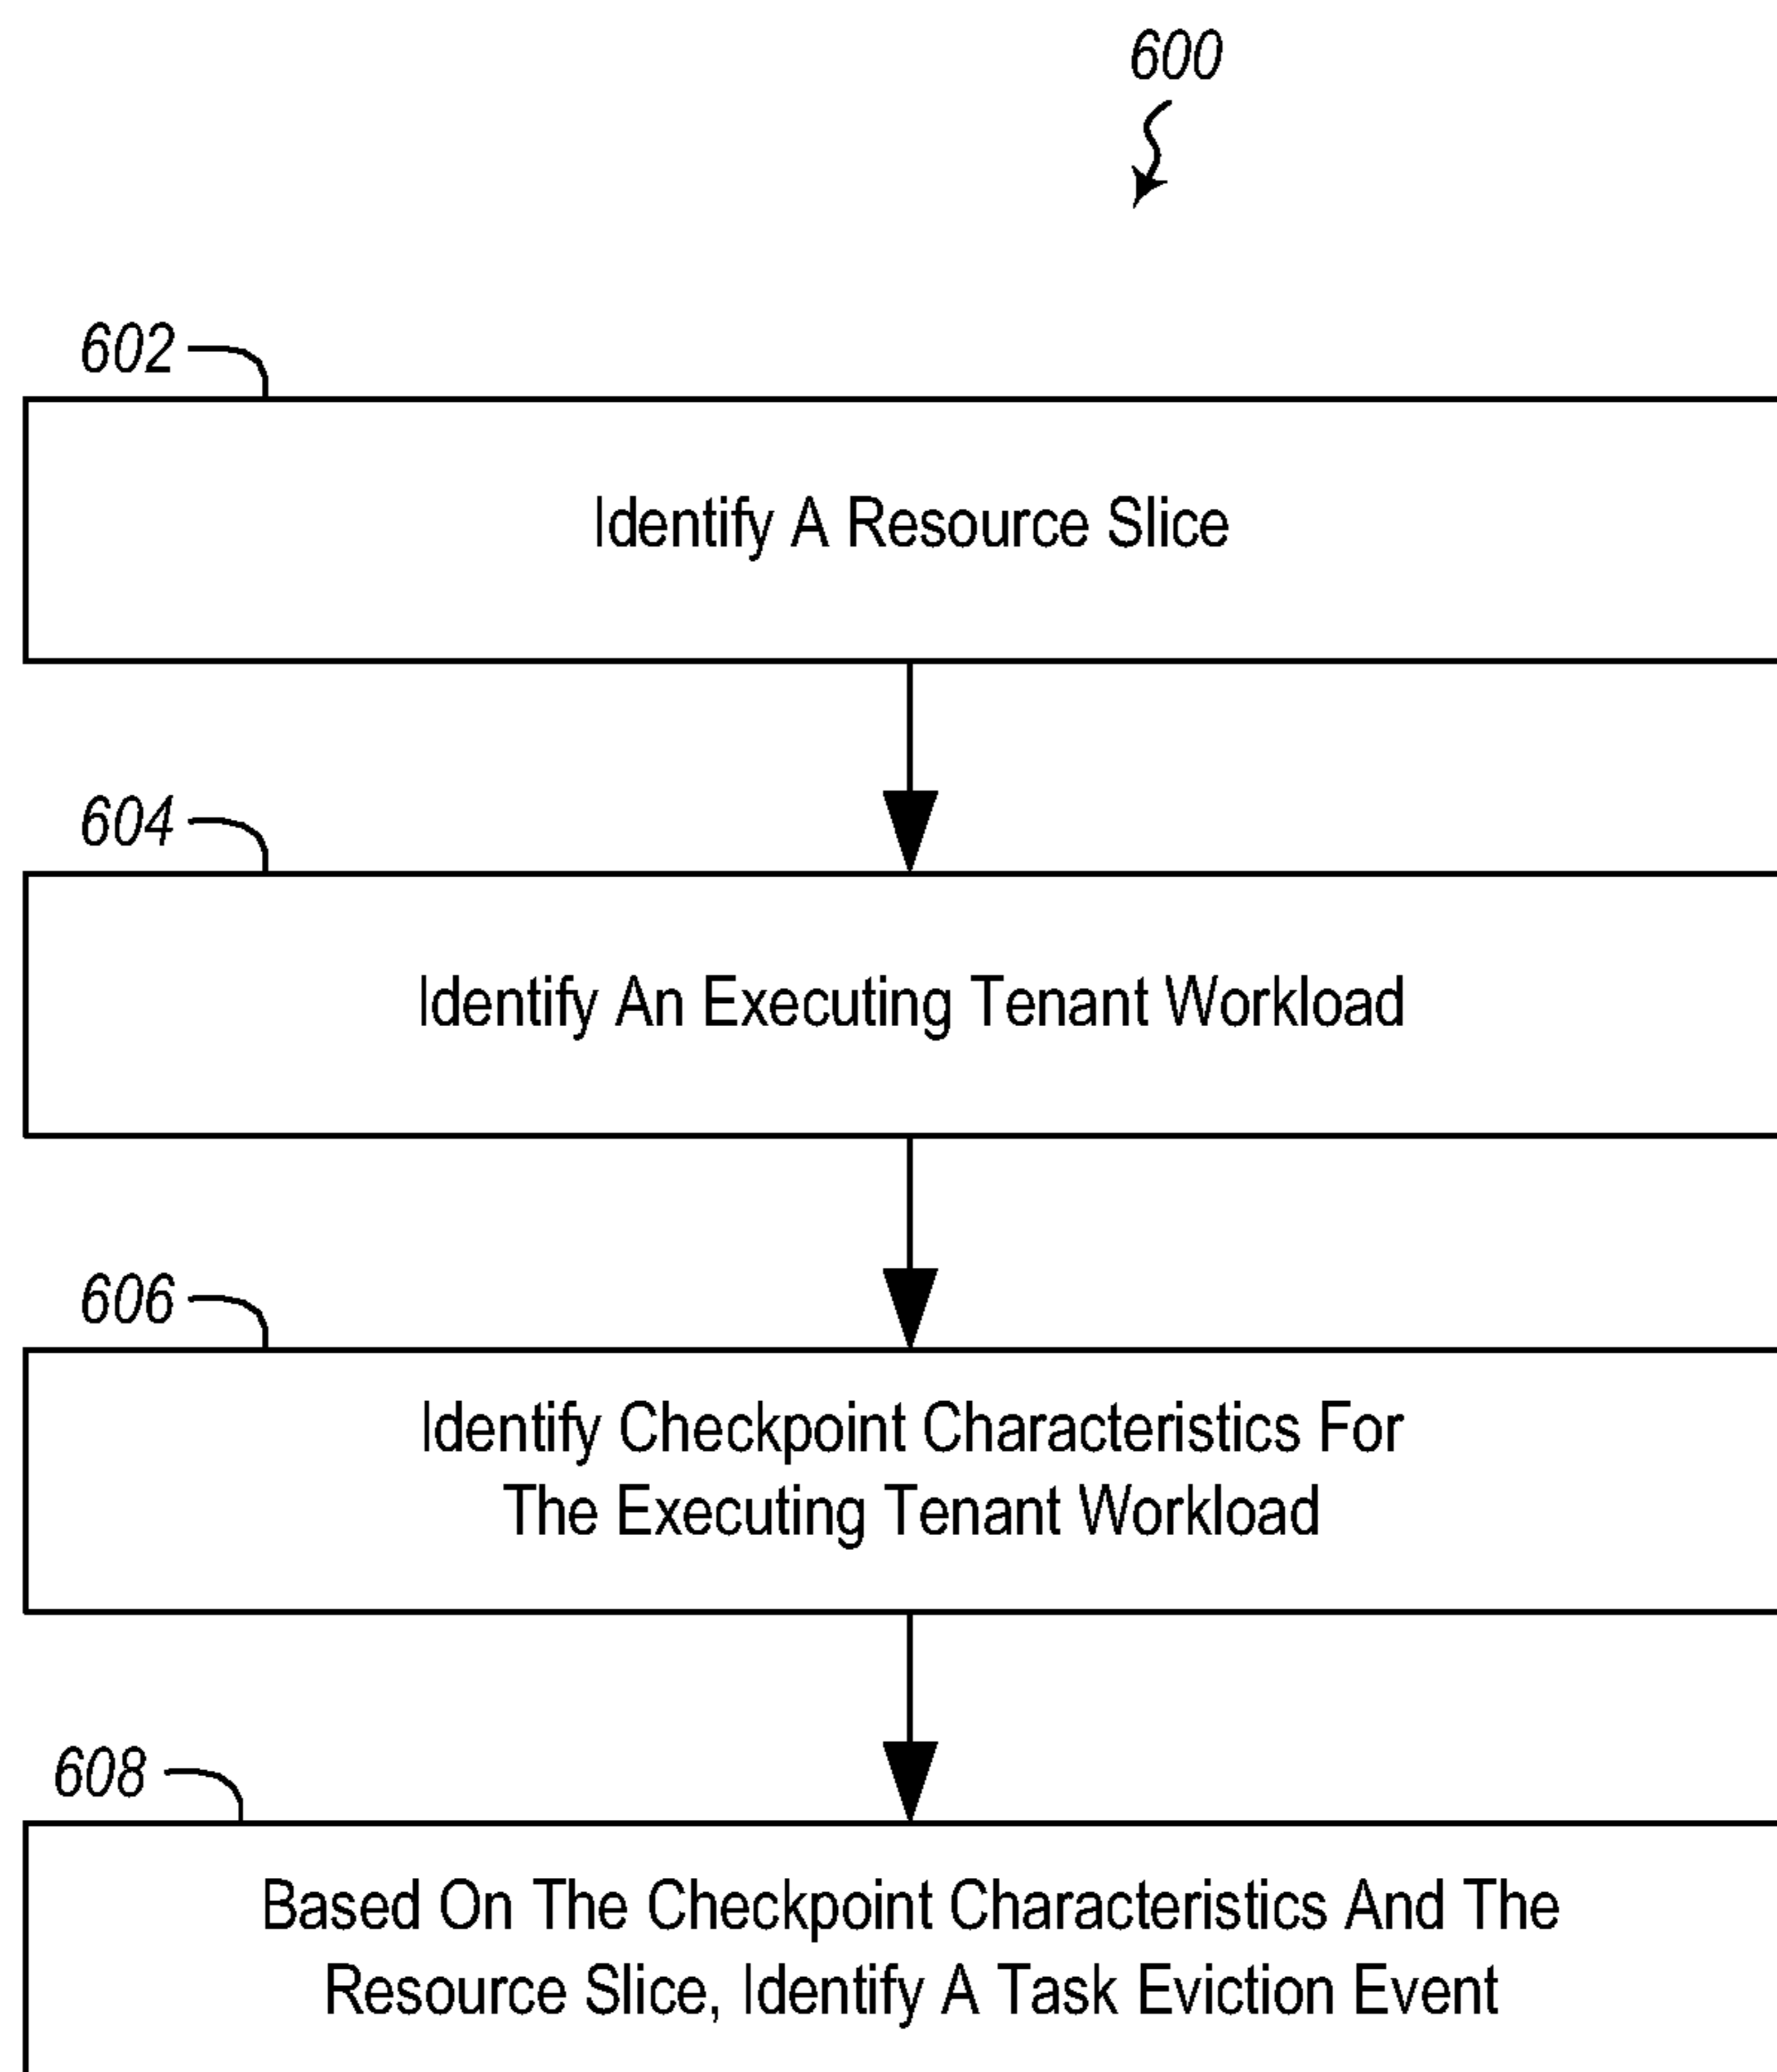 600
602
Identify A Resource Slice
604
Identify An Executing Tenant Workload
606
Identify Checkpoint Characteristics For
The Executing Tenant Workload
608
Based On The Checkpoint Characteristics And The
Resource Slice, Identify A Task Eviction Event